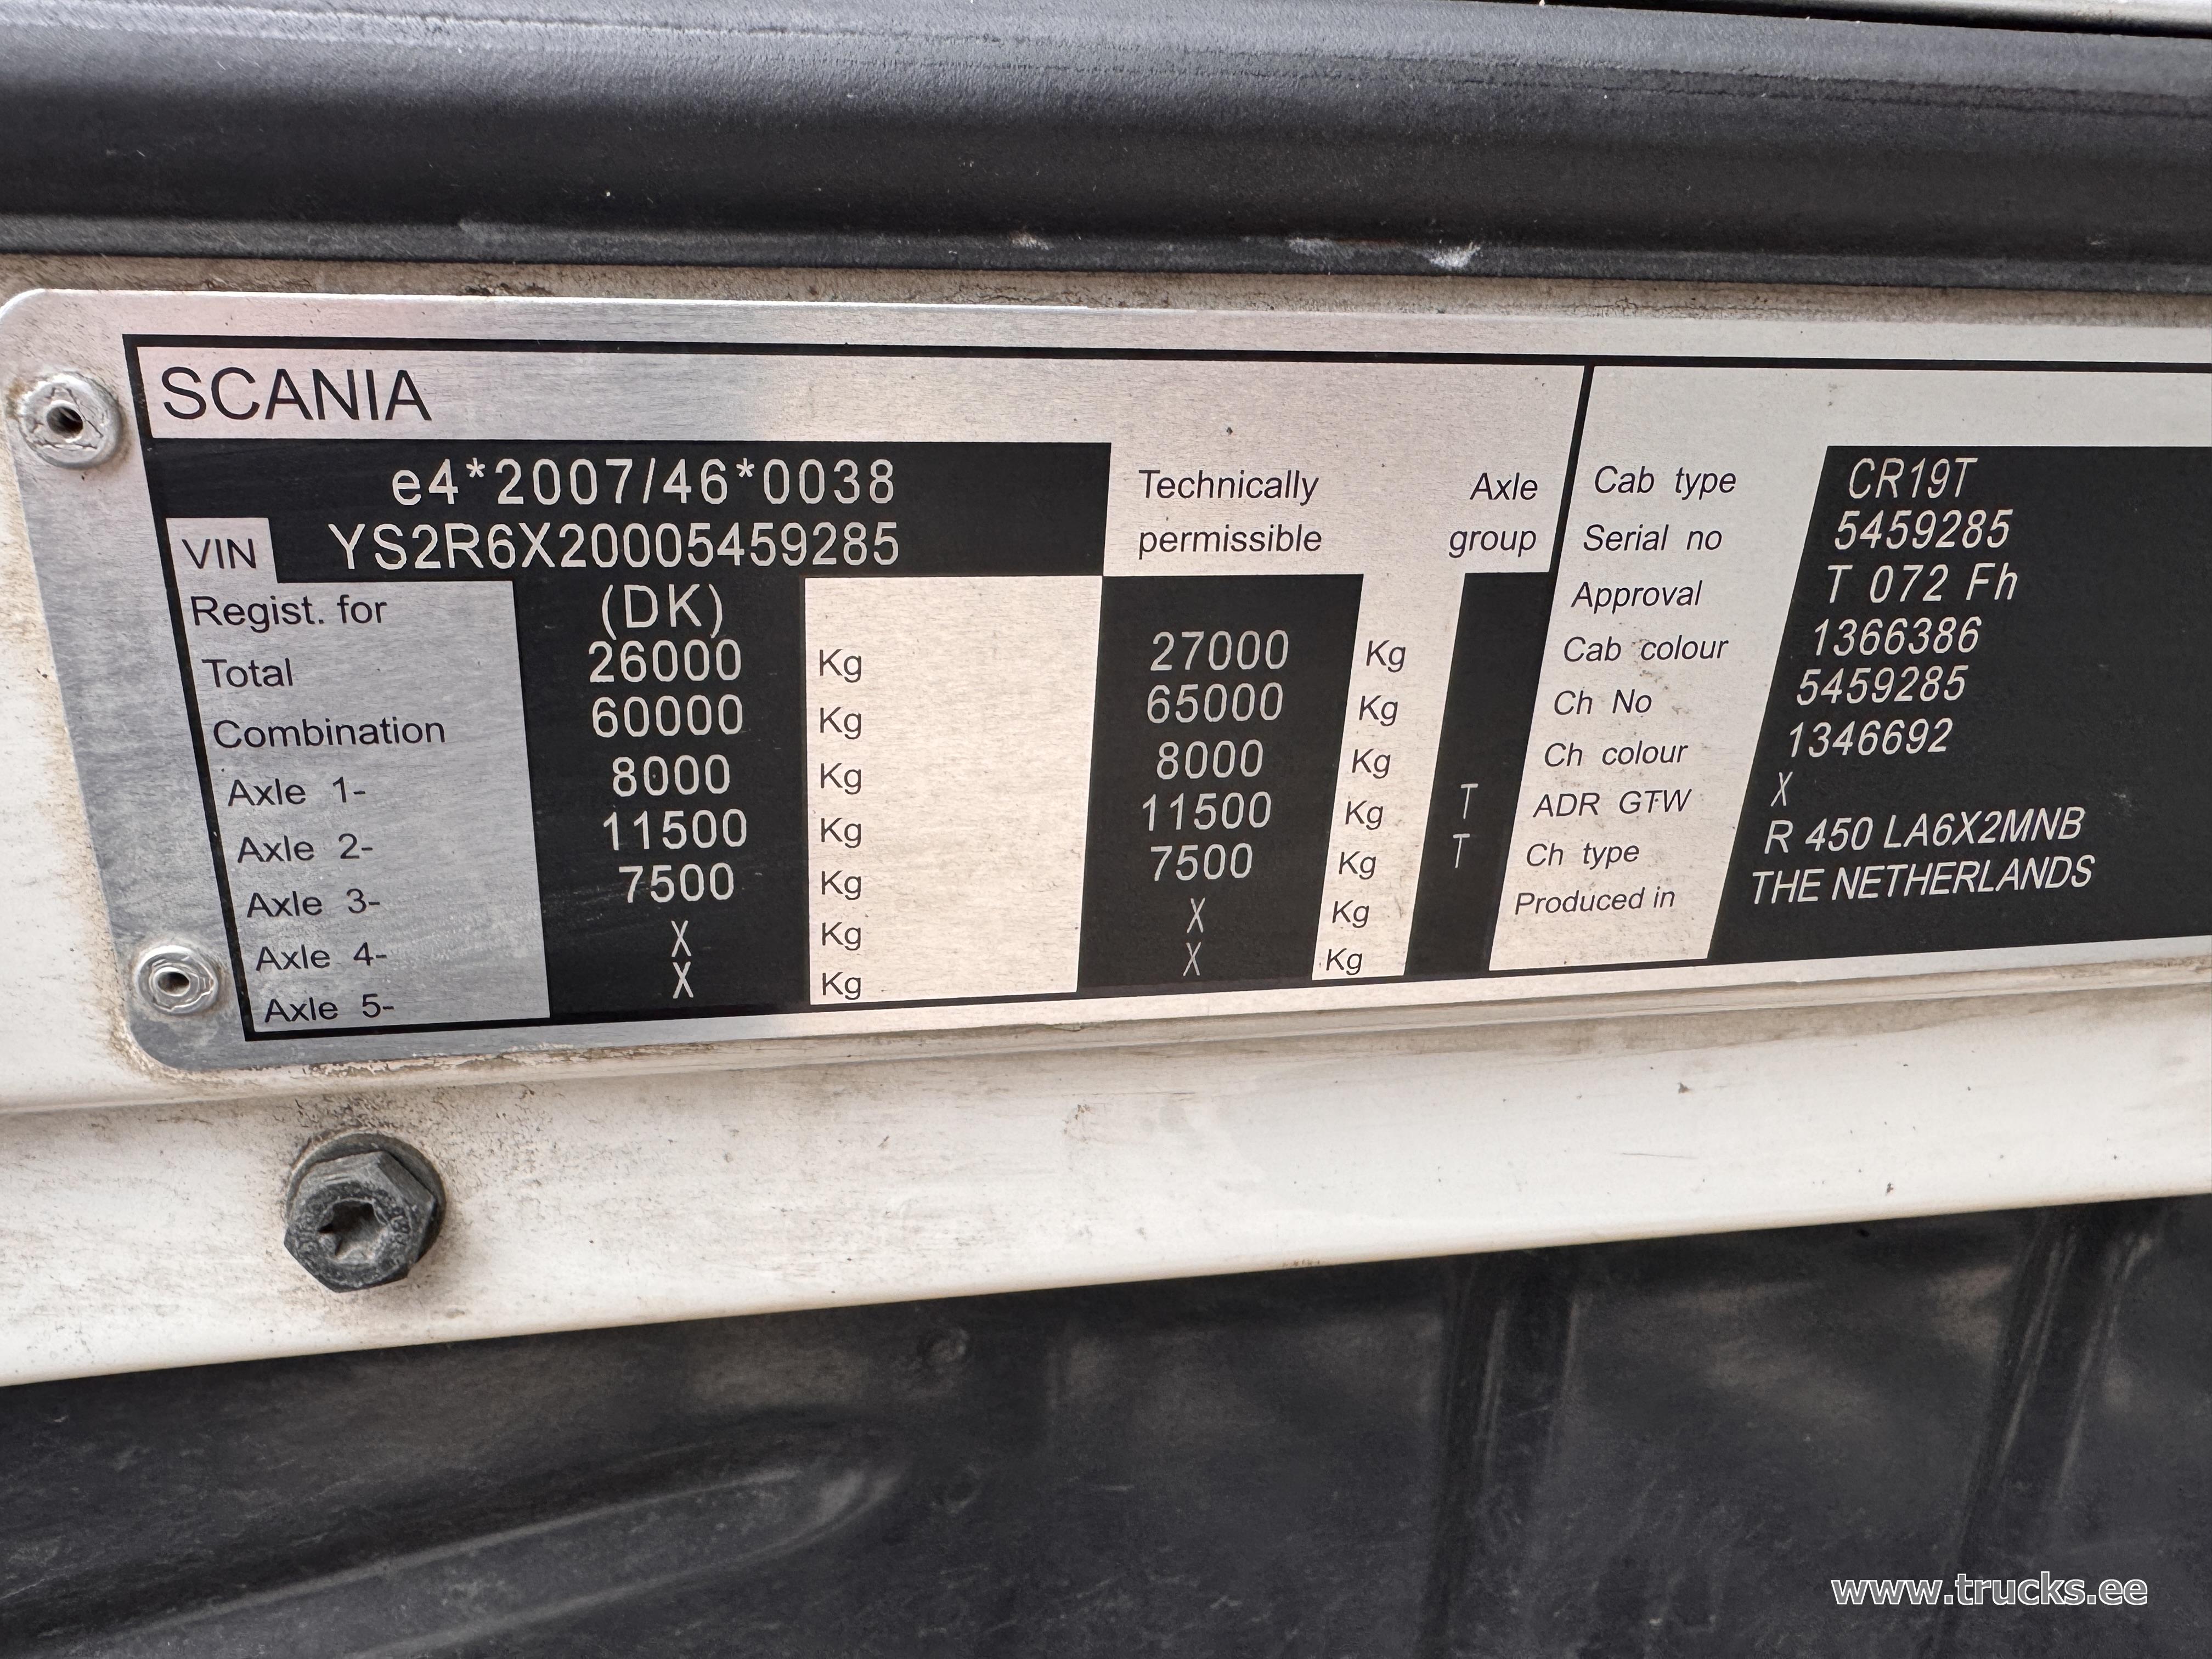 SCANIA
e4*2007/46*0038
VIN YS2R6X20005459285
Technically permissible
Axle group
Regist. for (DK)
Total 26000 Kg 27000 Kg
Combination 60000 Kg 65000 Kg
Axle 1- 8000 Kg 8000 Kg
Axle 2- 11500 Kg 11500 Kg T
Axle 3- 7500 Kg 7500 Kg T
Axle 4- X Kg X Kg
Axle 5- X Kg X Kg
Cab type CR19T
Serial no 5459285
Approval T 072 Fh
Cab colour 1366386
Ch No 5459285
Ch colour 1346692
ADR GTW X
Ch type R 450 LA6X2MNB
Produced in THE NETHERLANDS
www.trucks.ee